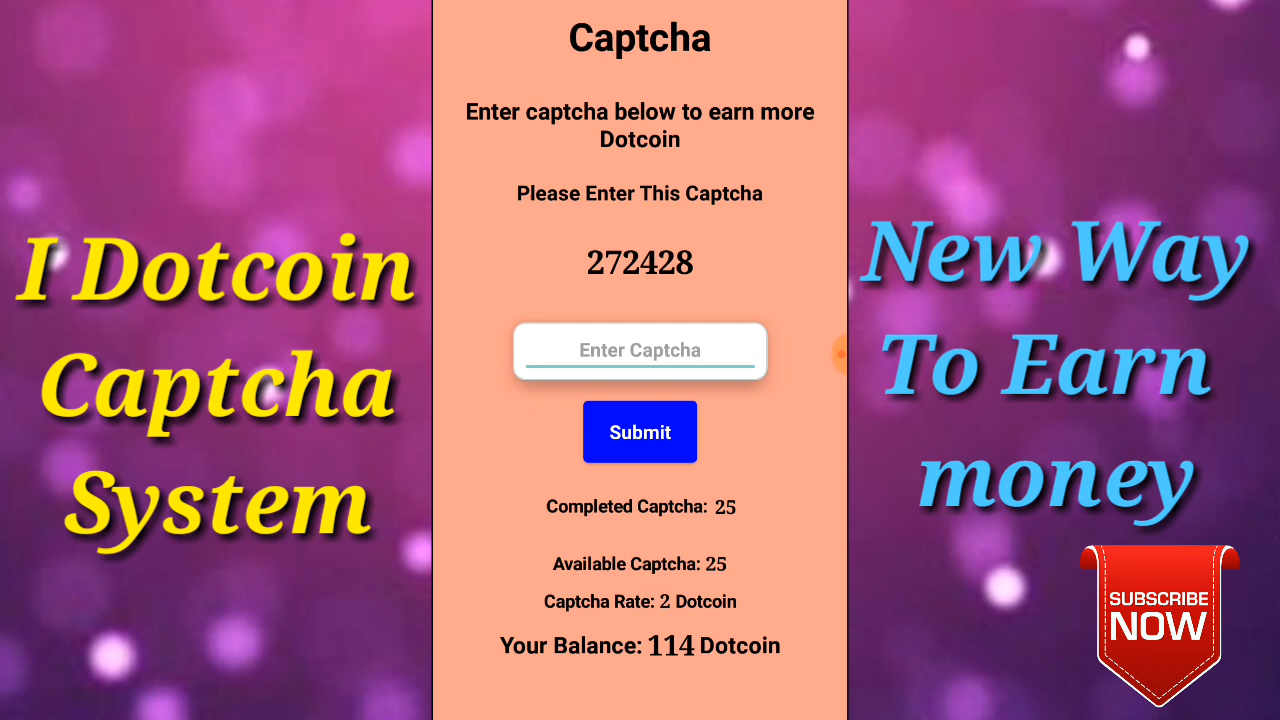 I Dotcoin
Captcha
System
Captcha
Enter captcha below to earn more
Dotcoin
Please Enter This Captcha
272428
Enter Captcha
Submit
Completed Captcha: 25
Available Captcha: 25
Captcha Rate: 2 Dotcoin
Your Balance: 114 Dotcoin
New Way
To Earn
money
SUBSCRIBE
NOW